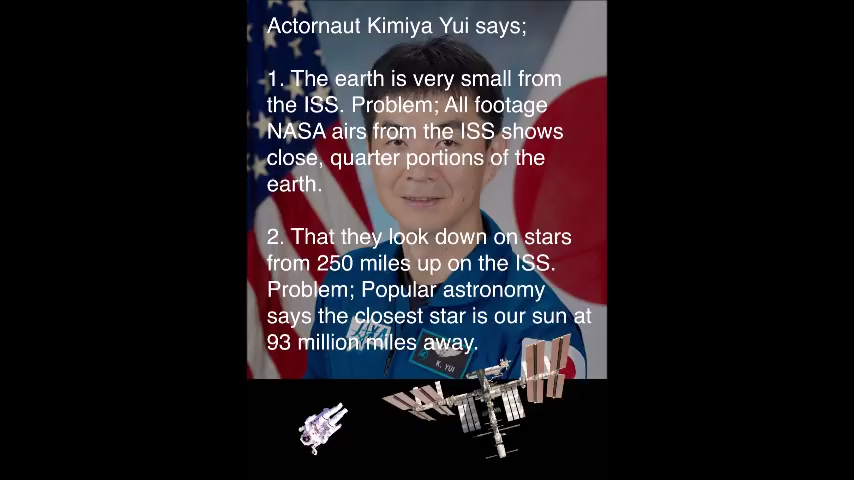 Actornaut Kimiya Yui says;
1. The earth is very small from
the ISS. Problem; All footage
NASA airs from the ISS shows
close, quarter portions of the
earth.
2. That they look down on stars
from 250 miles up on the ISS.
Problem; Popular astronomy
says the closest star is our sun at
93 million miles away.
K. YUI